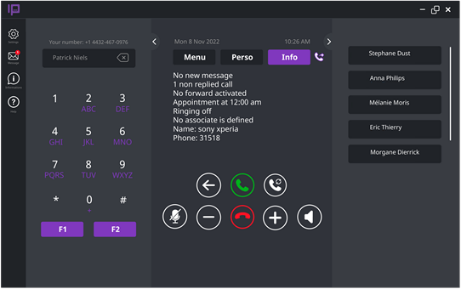 Your number: +1 4432-467-0976
Mon 8 Nov 2022
10:26 AM
Patrick Niels
Menu
Perso
Info
Stephane Dust
No new message
1 non replied call
No forward activated
Appointment at 12:00 am
Ringing off
No associate is defined
Name: sony xperia
Phone: 31518
Anna Philips
Mélanie Moris
Eric Thierry
Morgane Dierrick
1
2
3
ABC
DEF
4
5
6
GHI
JKL
MNO
7
8
9
PQRS
TUV
WXYZ
*
0
#
+
F1
F2